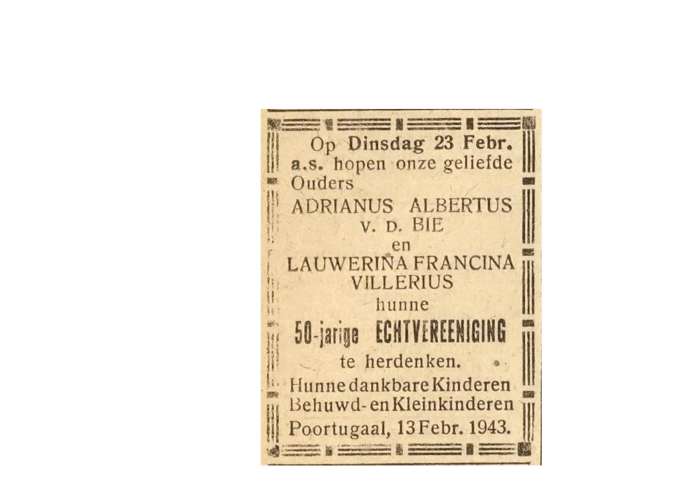 Op Dinsdag 23 Febr.
a.s. hopen onze geliefde
Ouders
ADRIANUS ALBERTUS
V. D. BIE
en
LAUWERINA FRANCINA
VILLERIUS
hunne
50-jarige ECHTVEREENIGING
te herdenken.
Hunne dankbare Kinderen
Behuwd- en Kleinkinderen
Poortugaal, 13 Febr. 1943.